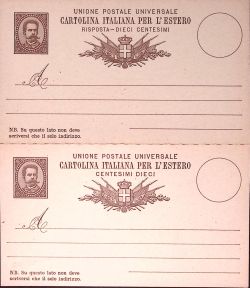 UNIONE POSTALE UNIVERSALE
CARTOLINA ITALIANA PER L'ESTERO
RISPOSTA-DIECI CENTESIMI
A
NB. Su questo lato non deve
scriversi che il solo indirizzo.
UNIONE POSTALE UNIVERSALE
CARTOLINA ITALIANA PER L'ESTERO
CENTESIMI DIECI
A
NB. Su questo lato non deve
scriversi che il solo indirizzo.